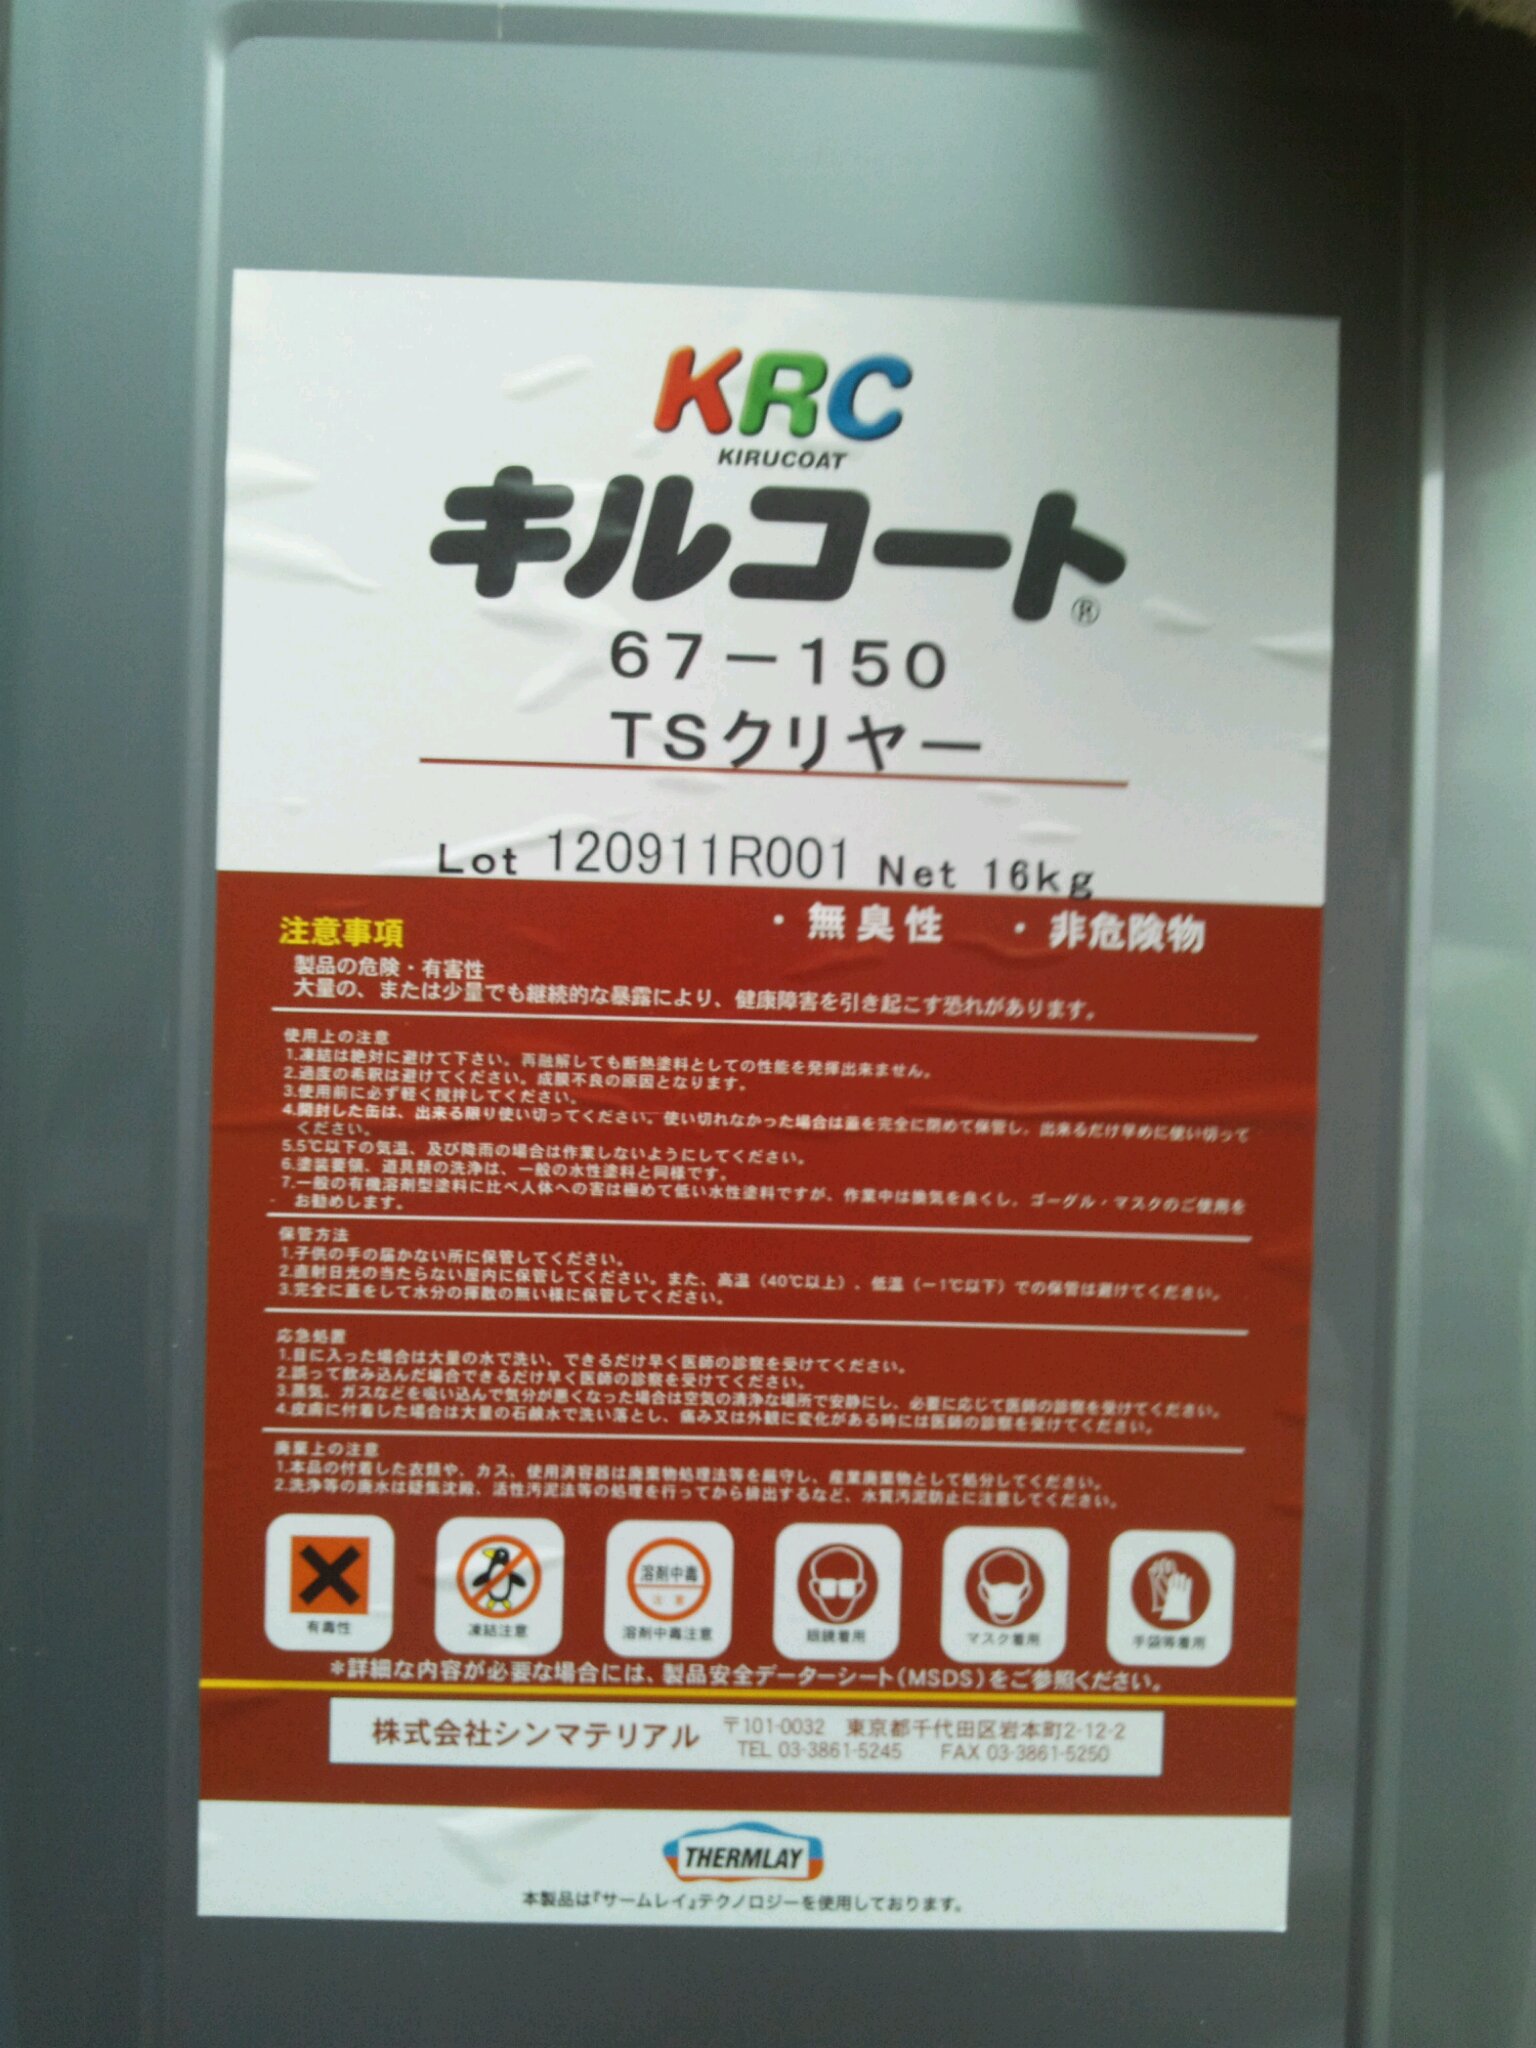 KRC
KIRUCOAT
キルコート®
67-150
TSクリヤー
Lot 120911R001 Net 16kg
注意事項 ・無臭性 ・非危険物
製品の危険・有害性
大量の、または少量でも継続的な暴露により、健康障害を引き起こす恐れがあります。
使用上の注意
1.凍結は絶対に避けて下さい。再融解しても断熱塗料としての性能を発揮出来ません。
2.過度の希釈は避けてください。成膜不良の原因となります。
3.使用前に必ず軽く撹拌してください。
4.開封した缶は、出来る限り使い切ってください。使い切れなかった場合は蓋を完全に閉めて保管し、出来るだけ早めに使い切って
ください。
5.5℃以下の気温、及び降雨の場合は作業しないようにしてください。
6.塗装要領、道具類の洗浄は、一般の水性塗料と同様です。
7.一般の有機溶剤型塗料に比べ人体への害は極めて低い水性塗料ですが、作業中は換気を良くし、ゴーグル・マスクのご使用を
お勧めします。
保管方法
1.子供の手の届かない所に保管してください。
2.直射日光の当たらない屋内に保管してください。また、高温（40℃以上）、低温（－1℃以下）での保管は避けてください。
3.完全に蓋をして水分の揮散の無い様に保管してください。
応急処置
1.目に入った場合は大量の水で洗い、できるだけ早く医師の診察を受けてください。
2.誤って飲み込んだ場合できるだけ早く医師の診察を受けてください。
3.蒸気、ガスなどを吸い込んで気分が悪くなった場合は空気の清浄な場所で安静にし、必要に応じて医師の診察を受けてください。
4.皮膚に付着した場合は大量の石鹸水で洗い落とし、痛み又は外観に変化がある時には医師の診察を受けてください。
廃棄上の注意
1.本品の付着した衣類や、カス、使用済容器は廃棄物処理法等を厳守し、産業廃棄物として処分してください。
2.洗浄等の廃水は凝集沈殿、活性汚泥法等の処理を行ってから排出するなど、水質汚泥防止に注意してください。
溶剤中毒
注意
有毒性 凍結注意 溶剤中毒注意 眼鏡着用 マスク着用 手袋等着用
＊詳細な内容が必要な場合には、製品安全データーシート(MSDS)をご参照ください。
株式会社シンマテリアル 〒101-0032 東京都千代田区岩本町2-12-2
TEL 03-3861-5245 FAX 03-3861-5250
THERMLAY
本製品は『サームレイ』テクノロジーを使用しております。